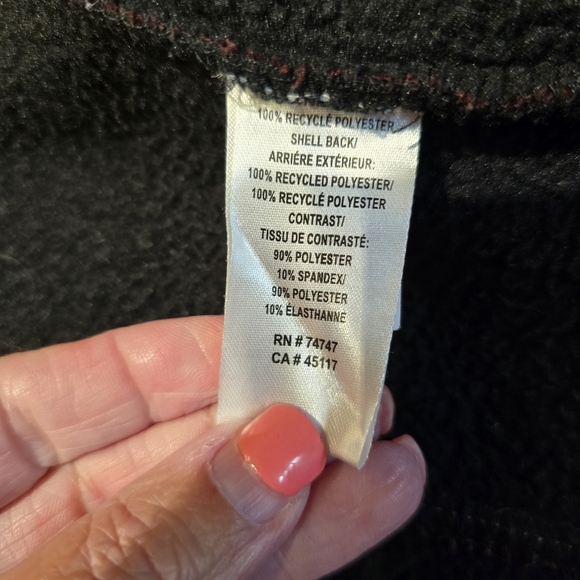 100% RECYCLÉ POLYESTER
SHELL BACK/
ARRIÉRE EXTÉRIEUR:
100% RECYCLED POLYESTER/
100% RECYCLÉ POLYESTER
CONTRAST/
TISSU DE CONTRASTÉ:
90% POLYESTER
10% SPANDEX/
90% POLYESTER
10% ÉLASTHANNE
RN # 74747
CA # 45117